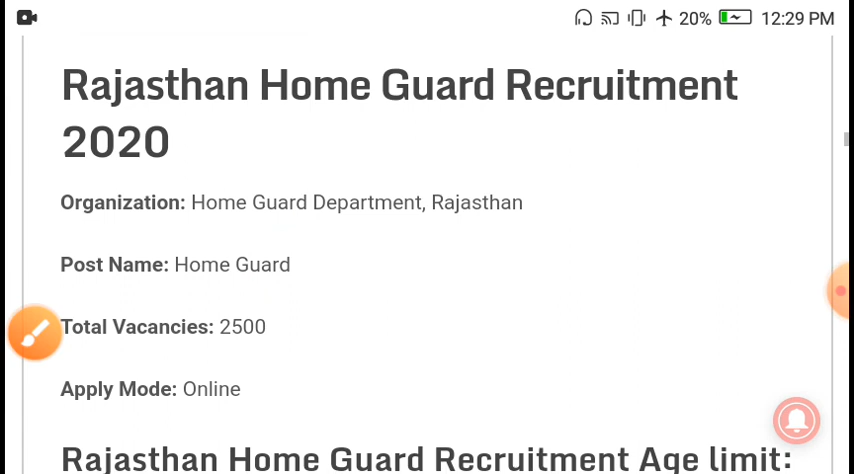 20% 12:29 PM
Rajasthan Home Guard Recruitment
2020
Organization: Home Guard Department, Rajasthan
Post Name: Home Guard
Total Vacancies: 2500
Apply Mode: Online
Rajasthan Home Guard Recruitment Age limit: